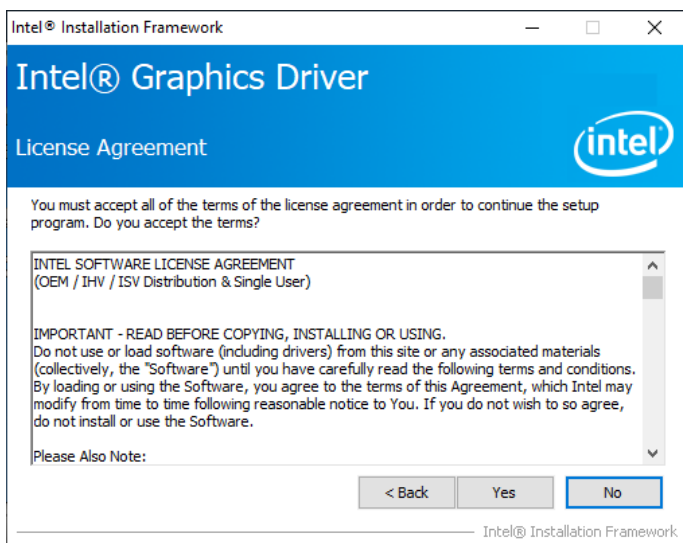 Intel® Installation Framework
Intel® Graphics Driver
intel
License Agreement
You must accept all of the terms of the license agreement in order to continue the setup
program. Do you accept the terms?
INTEL SOFTWARE LICENSE AGREEMENT
(OEM / IHV / ISV Distribution & Single User)
IMPORTANT - READ BEFORE COPYING, INSTALLING OR USING.
Do not use or load software (including drivers) from this site or any associated materials
(collectively, the "Software") until you have carefully read the following terms and conditions.
By loading or using the Software, you agree to the terms of this Agreement, which Intel may
modify from time to time following reasonable notice to You. If you do not wish to so agree,
do not install or use the Software.
Please Also Note:
< Back Yes No
Intel® Installation Framework